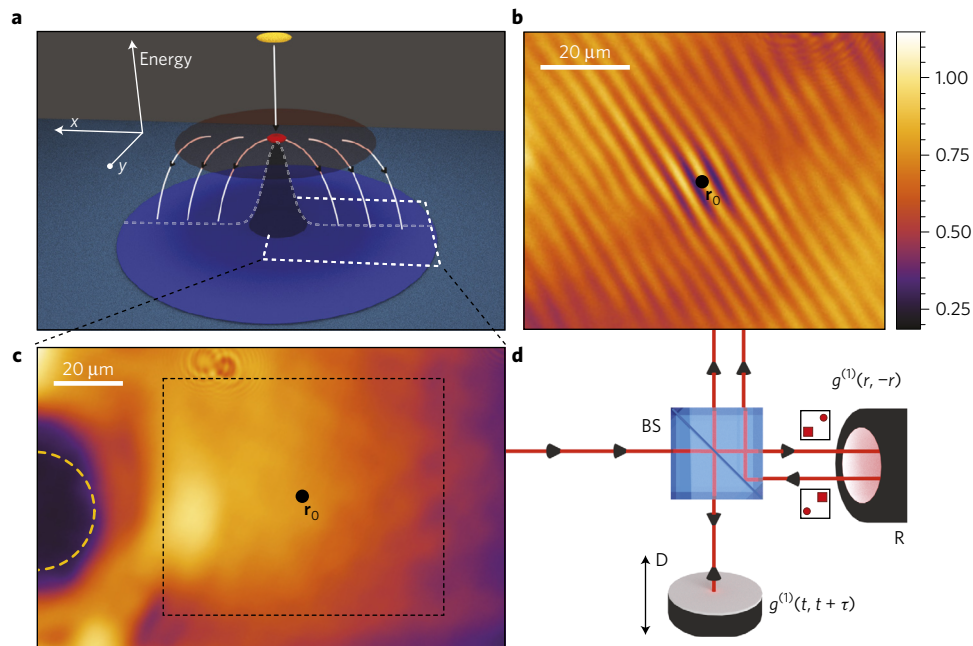 a
Energy
x
y
b
20 μm
r₀
1.00
0.75
0.50
0.25
c
20 μm
r₀
d
g⁽¹⁾(r, −r)
BS
R
D
g⁽¹⁾(t, t + τ)